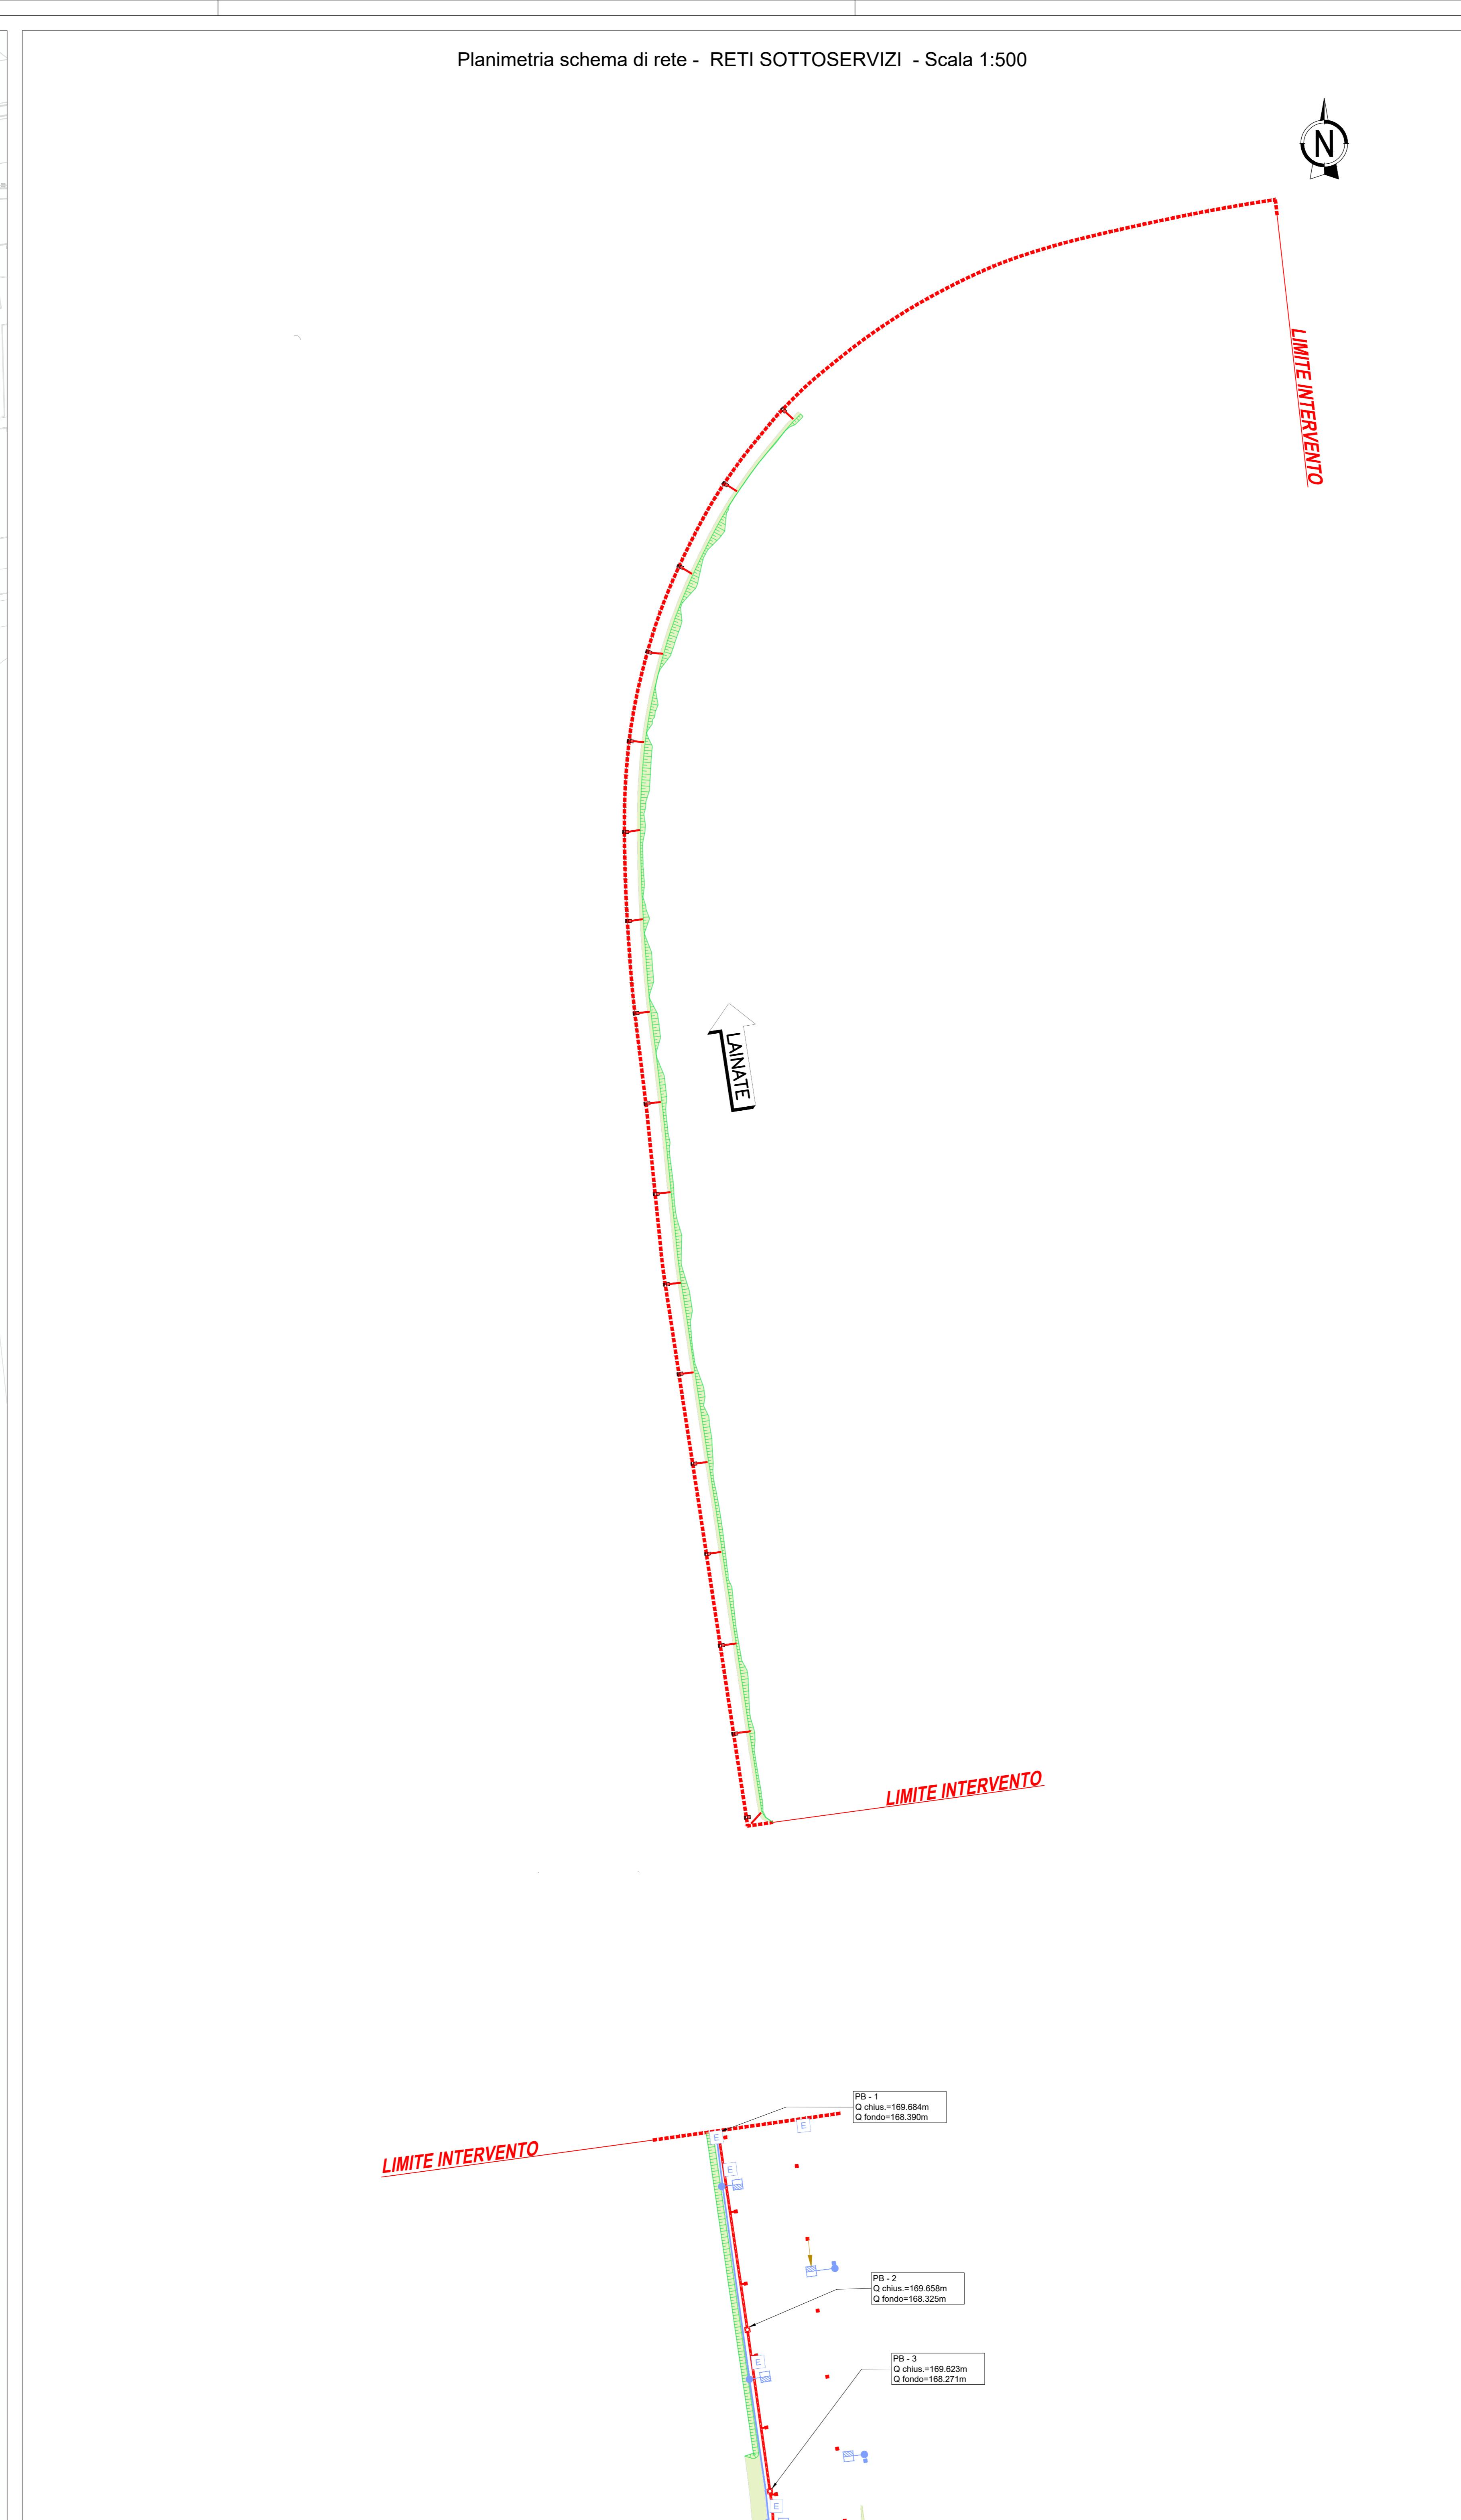 Planimetria schema di rete - RETI SOTTOSERVIZI - Scala 1:500
N
LIMITE INTERVENTO
LAINATE
LIMITE INTERVENTO
PB - 1
Q chius.=169.684m
Q fondo=168.390m
E
E
LIMITE INTERVENTO
E
PB - 2
Q chius.=169.658m
Q fondo=168.325m
PB - 3
Q chius.=169.623m
Q fondo=168.271m
E
E